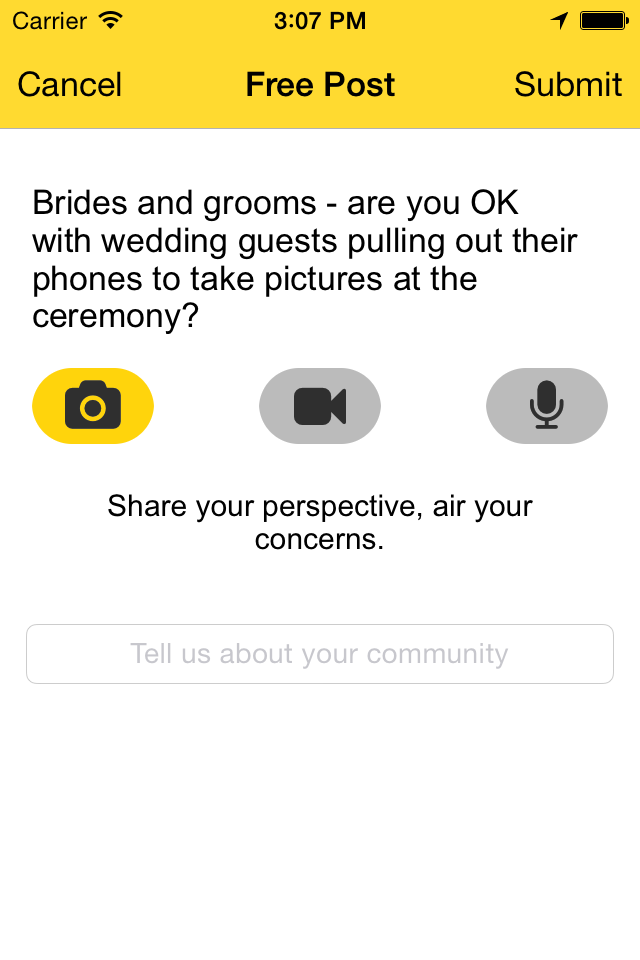 Carrier 3:07 PM
Cancel Free Post Submit
Brides and grooms - are you OK
with wedding guests pulling out their
phones to take pictures at the
ceremony?
Share your perspective, air your
concerns.
Tell us about your community